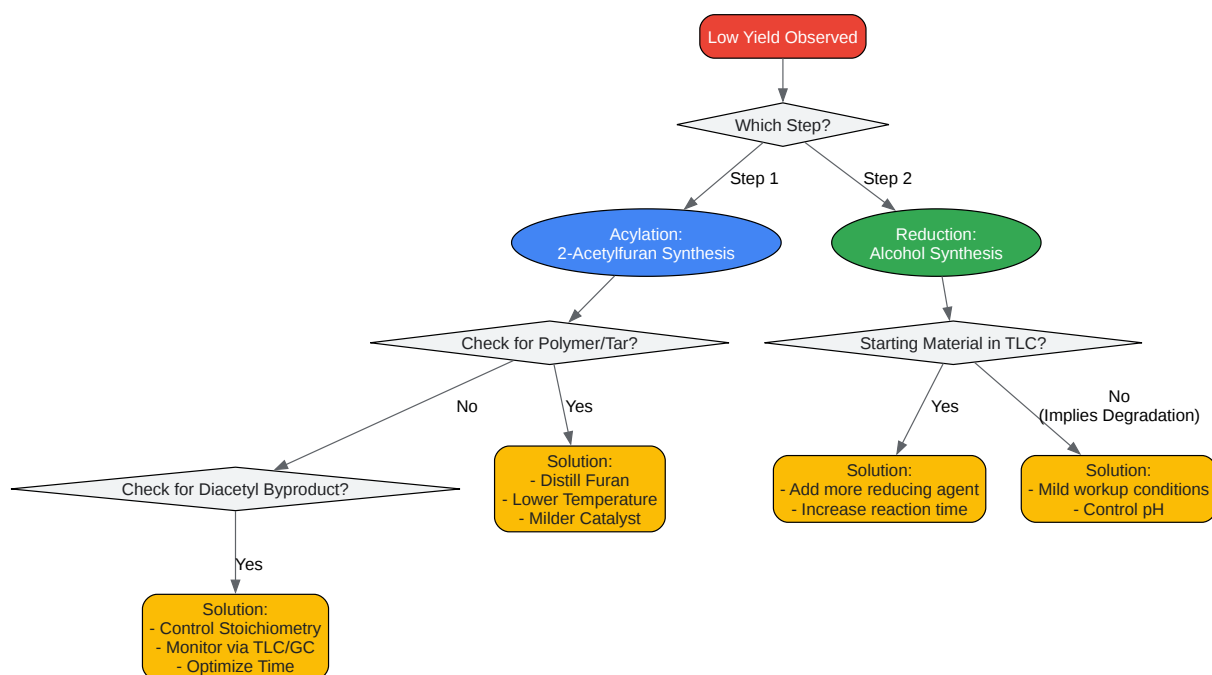 Low Yield Observed
Which Step?
Step 1
Step 2
Acylation:
2-Acetylfuran Synthesis
Reduction:
Alcohol Synthesis
Check for Polymer/Tar?
Starting Material in TLC?
No
Yes
Yes
No
(Implies Degradation)
Check for Diacetyl Byproduct?
Solution:
- Distill Furan
- Lower Temperature
- Milder Catalyst
Solution:
- Add more reducing agent
- Increase reaction time
Solution:
- Mild workup conditions
- Control pH
Yes
Solution:
- Control Stoichiometry
- Monitor via TLC/GC
- Optimize Time